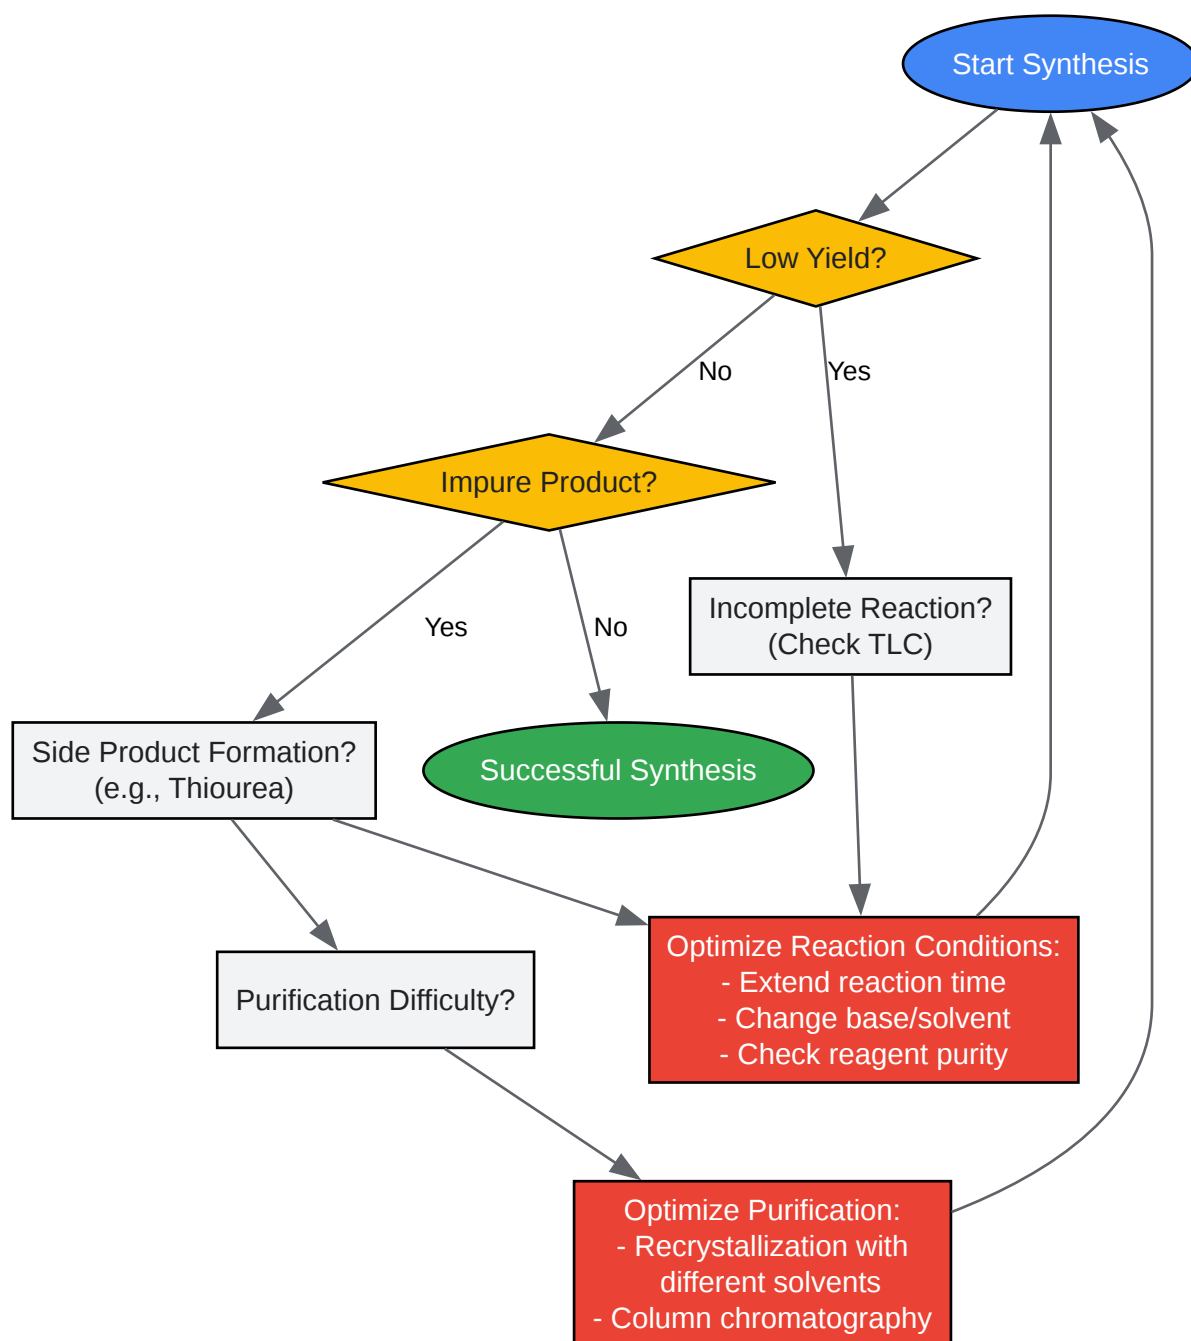 Start Synthesis
Low Yield?
No
Yes
Impure Product?
Incomplete Reaction?
(Check TLC)
Yes
No
Side Product Formation?
(e.g., Thiourea)
Successful Synthesis
Optimize Reaction Conditions:
- Extend reaction time
- Change base/solvent
- Check reagent purity
Purification Difficulty?
Optimize Purification:
- Recrystallization with
different solvents
- Column chromatography